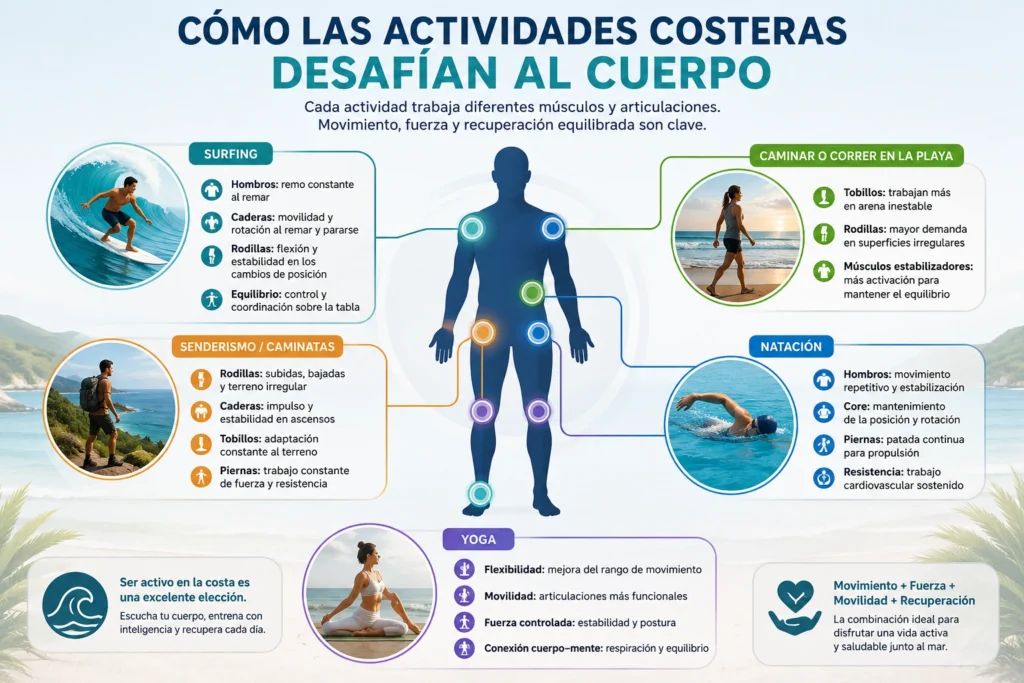 CÓMO LAS ACTIVIDADES COSTERAS
DESAFÍAN AL CUERPO
Cada actividad trabaja diferentes músculos y articulaciones.
Movimiento, fuerza y recuperación equilibrada son clave.
SURFING
Hombros: remo constante
al remar
Caderas: movilidad y
rotación al remar y pararse
Rodillas: flexión y
estabilidad en los
cambios de posición
Equilibrio: control y
coordinación sobre la tabla
CAMINAR O CORRER EN LA PLAYA
Tobillos: trabajan más
en arena inestable
Rodillas: mayor demanda
en superficies irregulares
Músculos estabilizadores:
más activación para
mantener el equilibrio
SENDERISMO / CAMINATAS
Rodillas: subidas, bajadas
y terreno irregular
Caderas: impulso y
estabilidad en ascensos
Tobillos: adaptación
constante al terreno
Piernas: trabajo constante
de fuerza y resistencia
NATACIÓN
Hombros: movimiento
repetitivo y estabilización
Core: mantenimiento
de la posición y rotación
Piernas: patada continua
para propulsión
Resistencia: trabajo
cardiovascular sostenido
YOGA
Flexibilidad: mejora del rango de movimiento
Movilidad: articulaciones más funcionales
Fuerza controlada: estabilidad y postura
Conexión cuerpo–mente: respiración y equilibrio
Ser activo en la costa es
una excelente elección.
Escucha tu cuerpo, entrena con
inteligencia y recupera cada día.
Movimiento + Fuerza +
Movilidad + Recuperación
La combinación ideal para
disfrutar una vida activa
y saludable junto al mar.